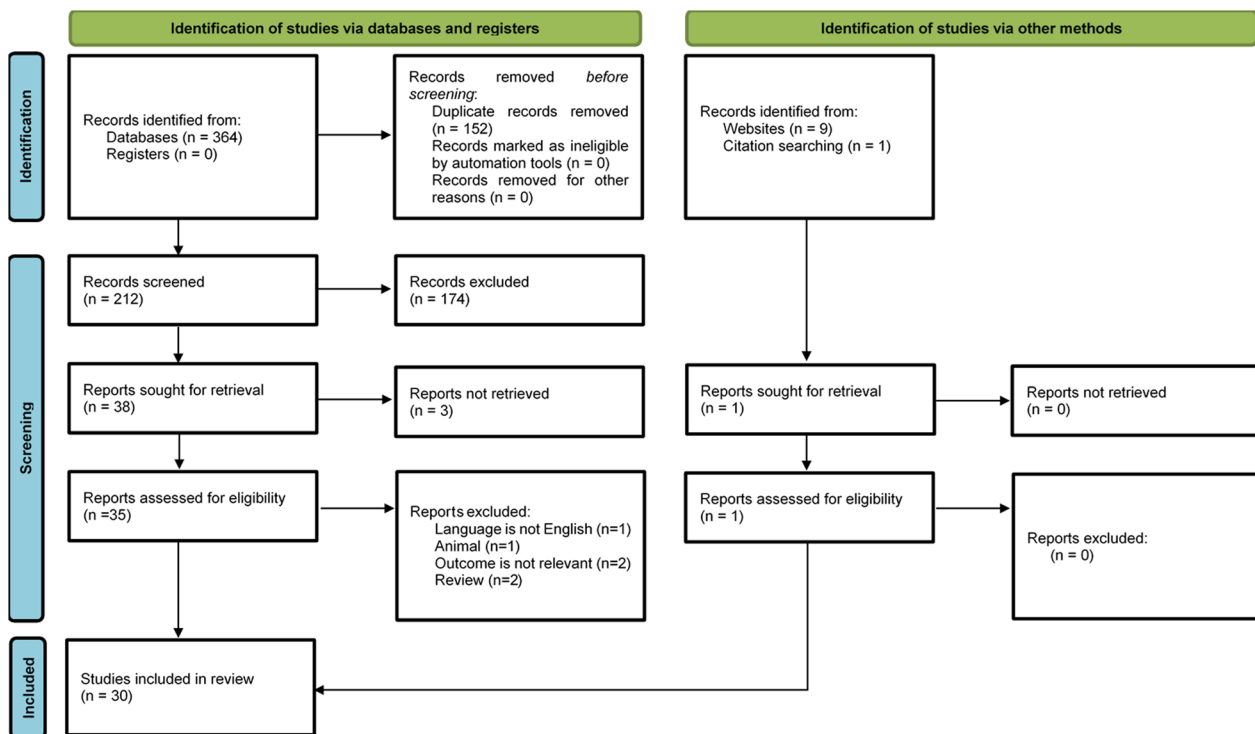 Identification of studies via databases and registers
Identification of studies via other methods
Identification
Records identified from:
Databases (n = 364)
Registers (n = 0)
Records removed before
screening:
Duplicate records removed
(n = 152)
Records marked as ineligible
by automation tools (n = 0)
Records removed for other
reasons (n = 0)
Records identified from:
Websites (n = 9)
Citation searching (n = 1)
Screening
Records screened
(n = 212)
Records excluded
(n = 174)
Reports sought for retrieval
(n = 38)
Reports not retrieved
(n = 3)
Reports sought for retrieval
(n = 1)
Reports not retrieved
(n = 0)
Reports assessed for eligibility
(n =35)
Reports excluded:
Language is not English (n=1)
Animal (n=1)
Outcome is not relevant (n=2)
Review (n=2)
Reports assessed for eligibility
(n = 1)
Reports excluded:
(n = 0)
Included
Studies included in review
(n = 30)